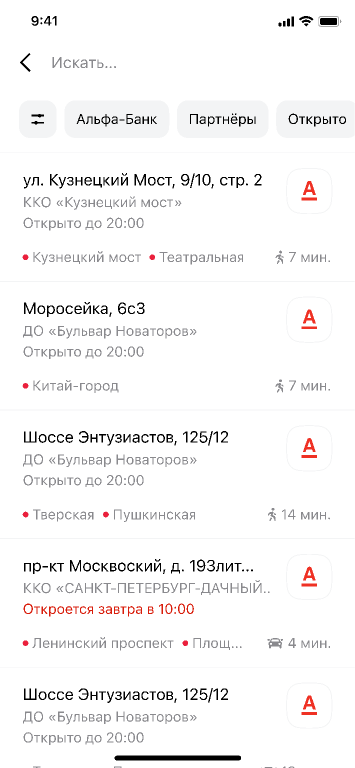 9:41
Искать...
Альфа-Банк Партнёры Открыто
ул. Кузнецкий Мост, 9/10, стр. 2
А
ККО «Кузнецкий мост»
Открыто до 20:00
Кузнецкий мост Театральная 7 мин.
Моросейка, 6с3
А
ДО «Бульвар Новаторов»
Открыто до 20:00
Китай-город 7 мин.
Шоссе Энтузиастов, 125/12
А
ДО «Бульвар Новаторов»
Открыто до 20:00
Тверская Пушкинская 14 мин.
пр-кт Москвоский, д. 193лит...
А
ККО «САНКТ-ПЕТЕРБУРГ-ДАЧНЫЙ..
Откроется завтра в 10:00
Ленинский проспект Площ... 4 мин.
Шоссе Энтузиастов, 125/12
А
ДО «Бульвар Новаторов»
Открыто до 20:00